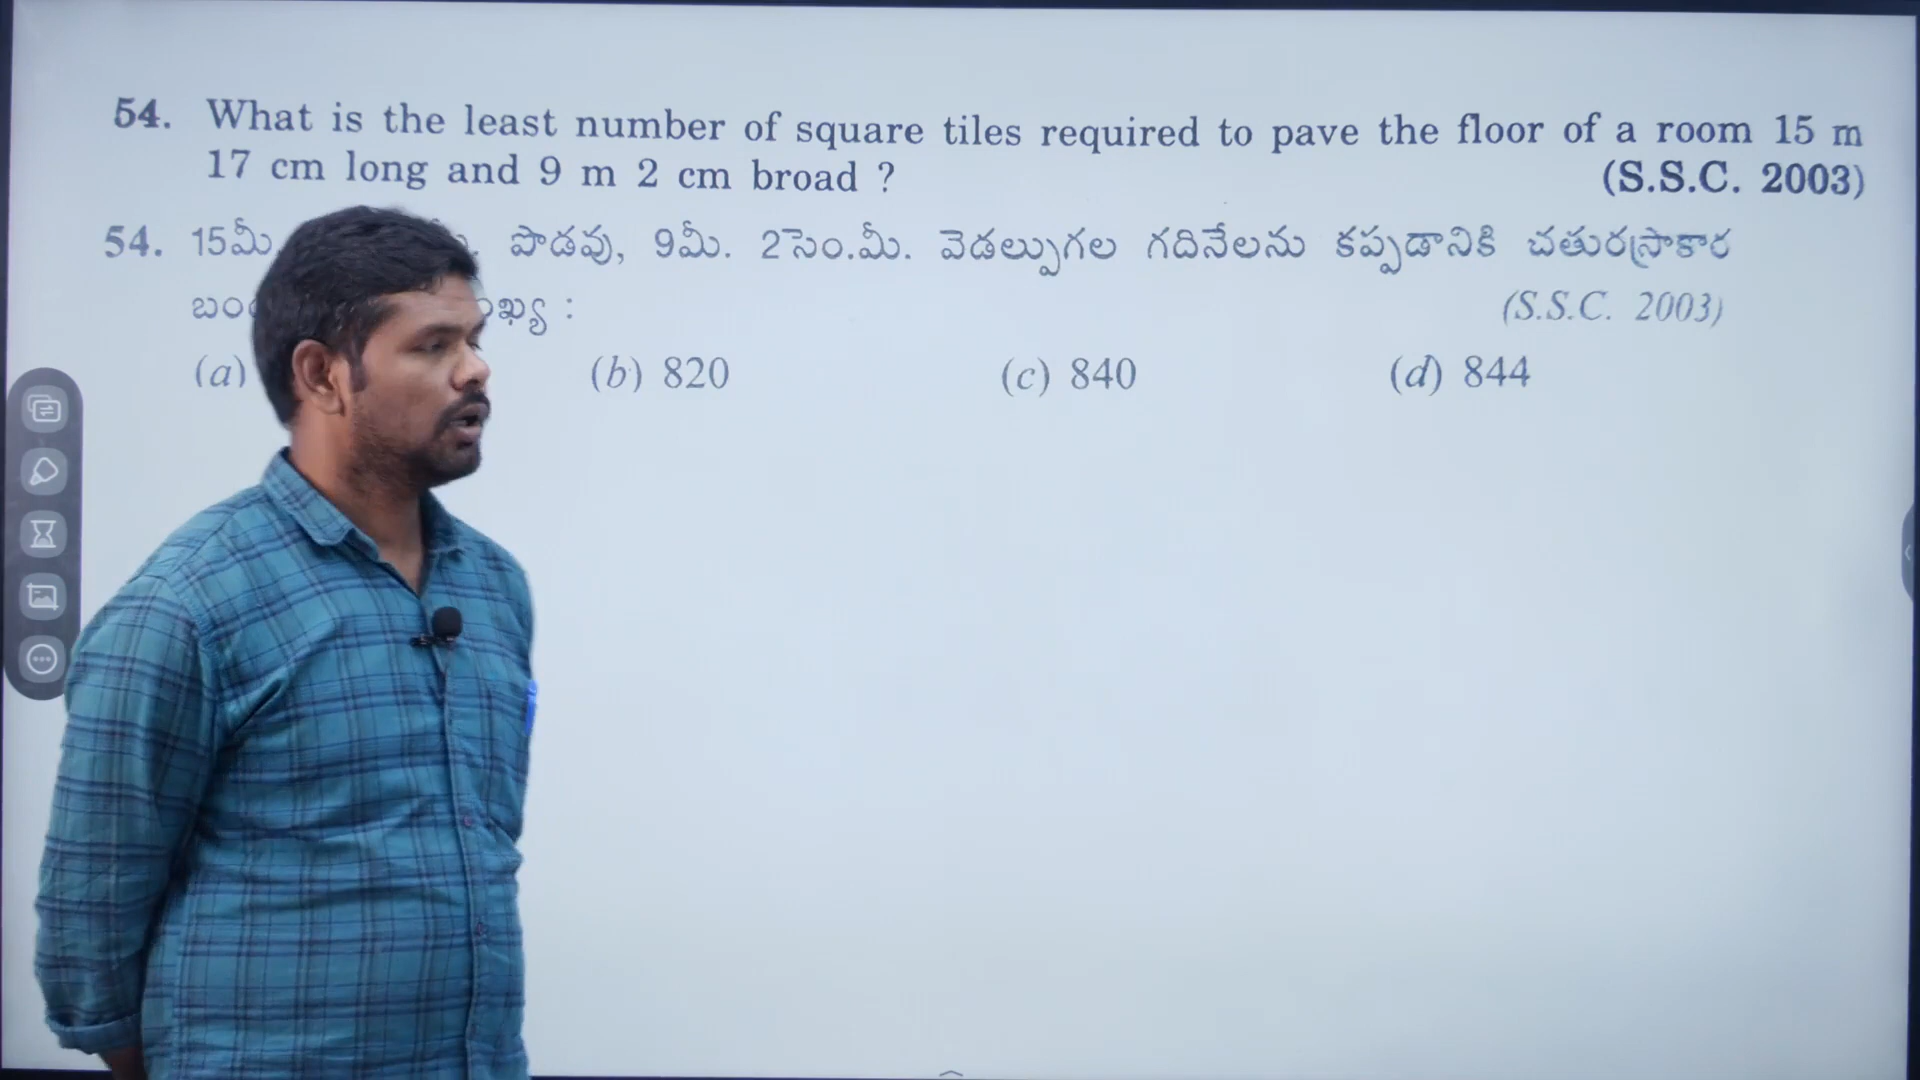 54. What is the least number of square tiles required to pave the floor of a room 15 m
17 cm long and 9 m 2 cm broad ?
(S.S.C. 2003)
54. 15మీ పొడవు, 9మీ. 2సెం.మీ. వెడల్పుగల గదినేలను కప్పడానికి చతురస్రాకార
:
(S.S.C. 2003)
(a) (b) 820 (c) 840 (d) 844